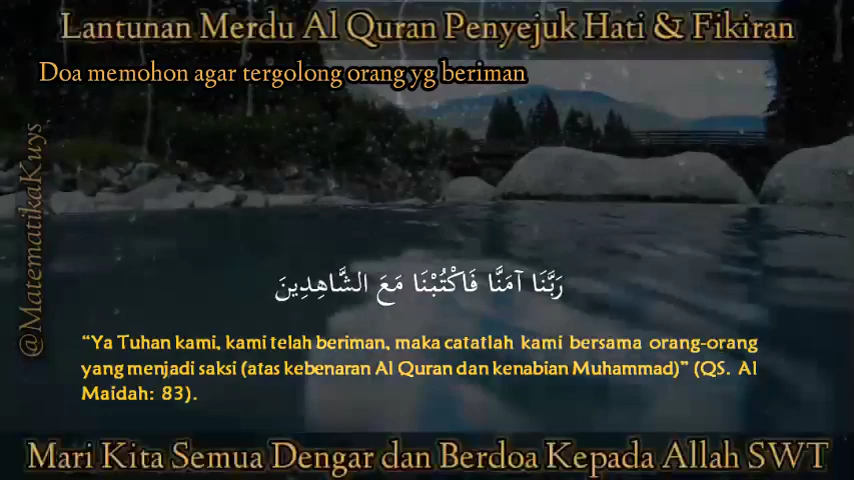 Lantunan Merdu Al Quran Penyejuk Hati & Fikiran
Doa memohon agar tergolong orang yg beriman
@MatematikaKuys
رَبَّنَا آمَنَّا فَاكْتُبْنَا مَعَ الشَّاهِدِينَ
“Ya Tuhan kami, kami telah beriman, maka catatlah kami bersama orang-orang
yang menjadi saksi (atas kebenaran Al Quran dan kenabian Muhammad)” (QS. Al
Maidah: 83).
Mari Kita Semua Dengar dan Berdoa Kepada Allah SWT